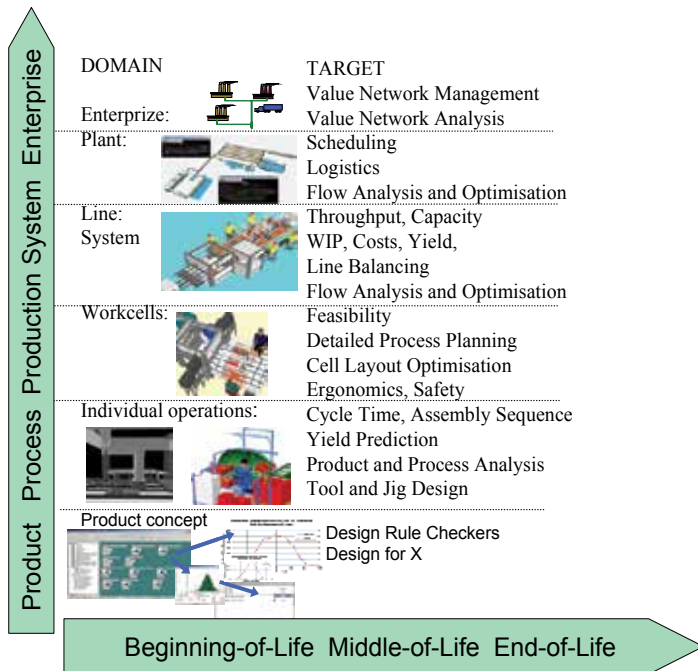 DOMAIN
TARGET
Value Network Management
Enterprize:
Value Network Analysis
Plant:
Scheduling
Logistics
Flow Analysis and Optimisation
Line:
System
Throughput, Capacity
WIP, Costs, Yield,
Line Balancing
Flow Analysis and Optimisation
Workcells:
Feasibility
Detailed Process Planning
Cell Layout Optimisation
Ergonomics, Safety
Individual operations:
Cycle Time, Assembly Sequence
Yield Prediction
Product and Process Analysis
Tool and Jig Design
Product concept
Design Rule Checkers
Design for X
Product Process Production System Enterprise
Beginning-of-Life Middle-of-Life End-of-Life